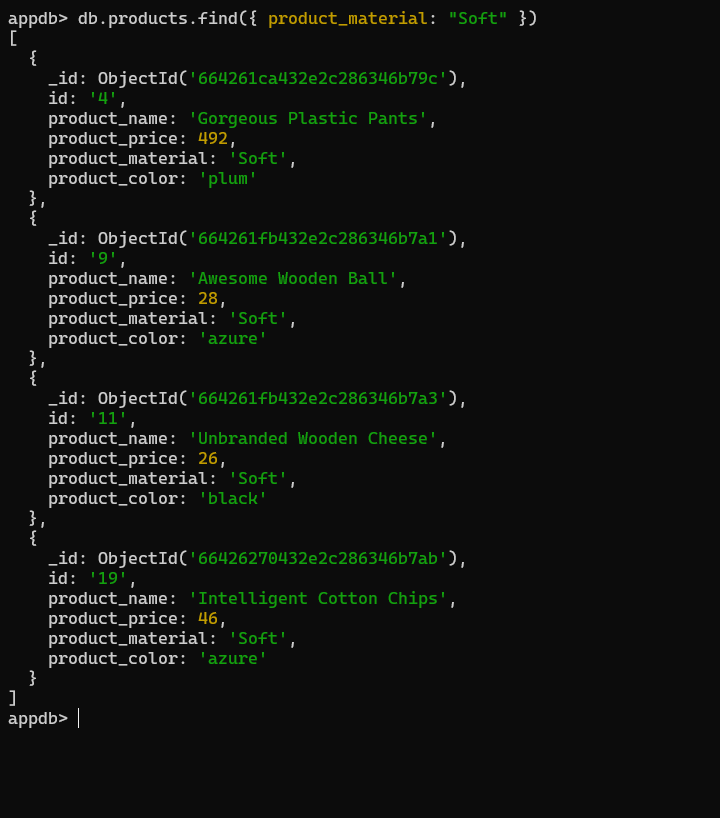 appdb> db.products.find({ product_material: "Soft" })
[
  {
    _id: ObjectId('664261ca432e2c286346b79c'),
    id: '4',
    product_name: 'Gorgeous Plastic Pants',
    product_price: 492,
    product_material: 'Soft',
    product_color: 'plum'
  },
  {
    _id: ObjectId('664261fb432e2c286346b7a1'),
    id: '9',
    product_name: 'Awesome Wooden Ball',
    product_price: 28,
    product_material: 'Soft',
    product_color: 'azure'
  },
  {
    _id: ObjectId('664261fb432e2c286346b7a3'),
    id: '11',
    product_name: 'Unbranded Wooden Cheese',
    product_price: 26,
    product_material: 'Soft',
    product_color: 'black'
  },
  {
    _id: ObjectId('66426270432e2c286346b7ab'),
    id: '19',
    product_name: 'Intelligent Cotton Chips',
    product_price: 46,
    product_material: 'Soft',
    product_color: 'azure'
  }
]
appdb>